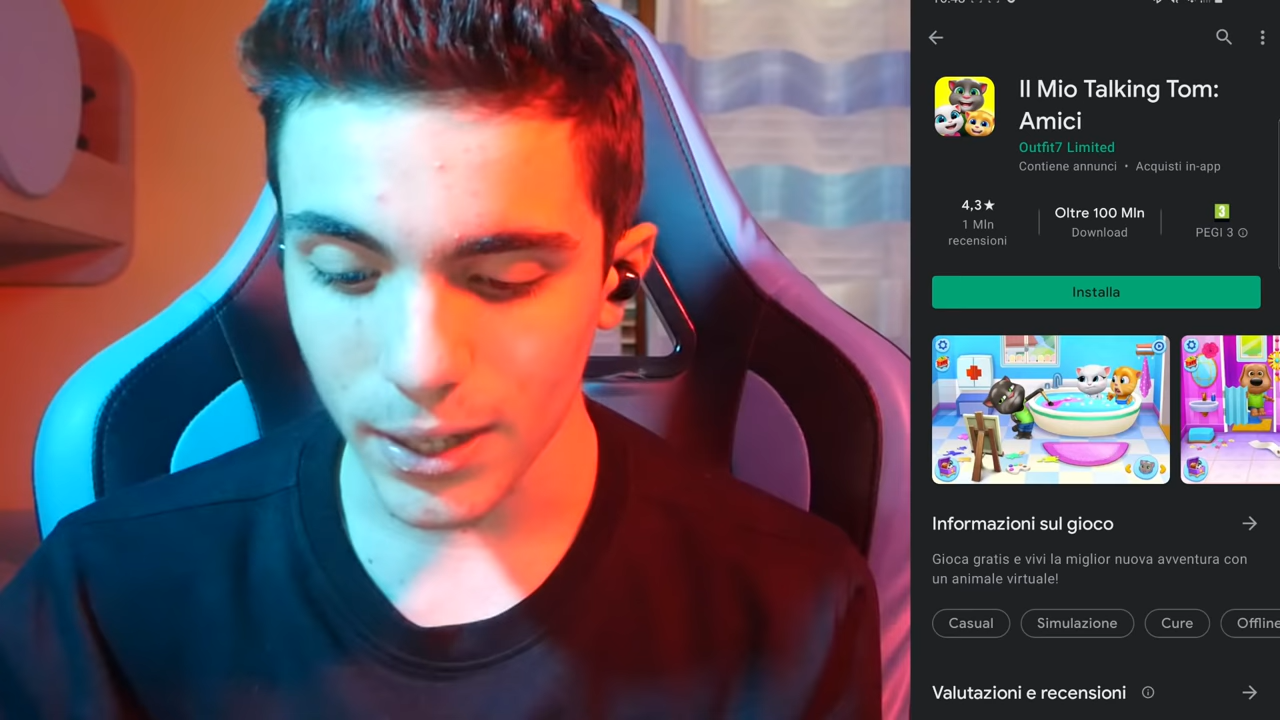 Il Mio Talking Tom:
Amici
Outfit7 Limited
Contiene annunci • Acquisti in-app
4,3★
1 Mln
recensioni
Oltre 100 Mln
Download
3
PEGI 3
Installa
Informazioni sul gioco
Gioca gratis e vivi la miglior nuova avventura con
un animale virtuale!
Casual
Simulazione
Cure
Offline
Valutazioni e recensioni